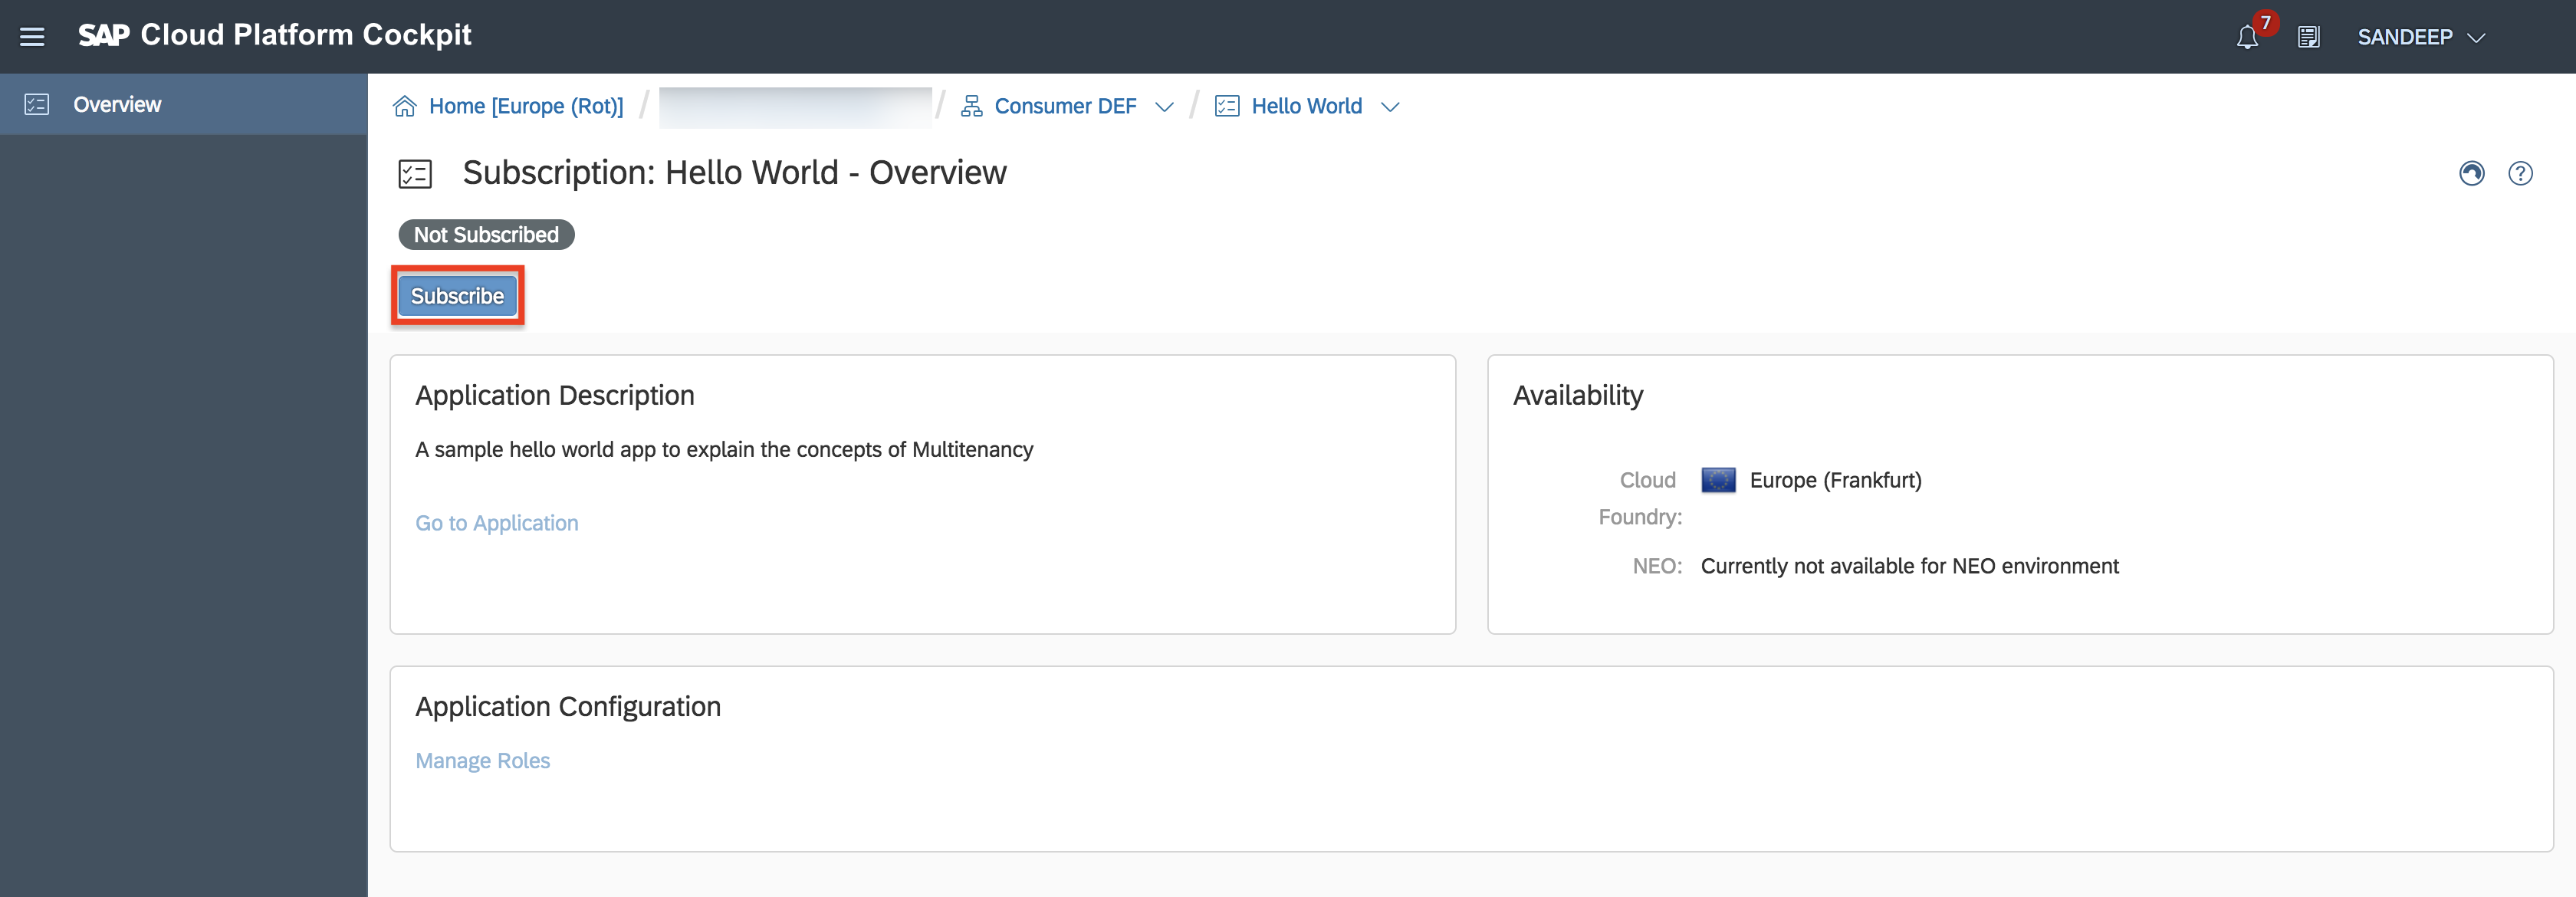 SAP Cloud Platform Cockpit
7
SANDEEP
Overview
Home [Europe (Rot)] / / Consumer DEF / Hello World
Subscription: Hello World - Overview
?
Not Subscribed
Subscribe
Application Description
A sample hello world app to explain the concepts of Multitenancy
Go to Application
Availability
Cloud Foundry:
Europe (Frankfurt)
NEO: Currently not available for NEO environment
Application Configuration
Manage Roles